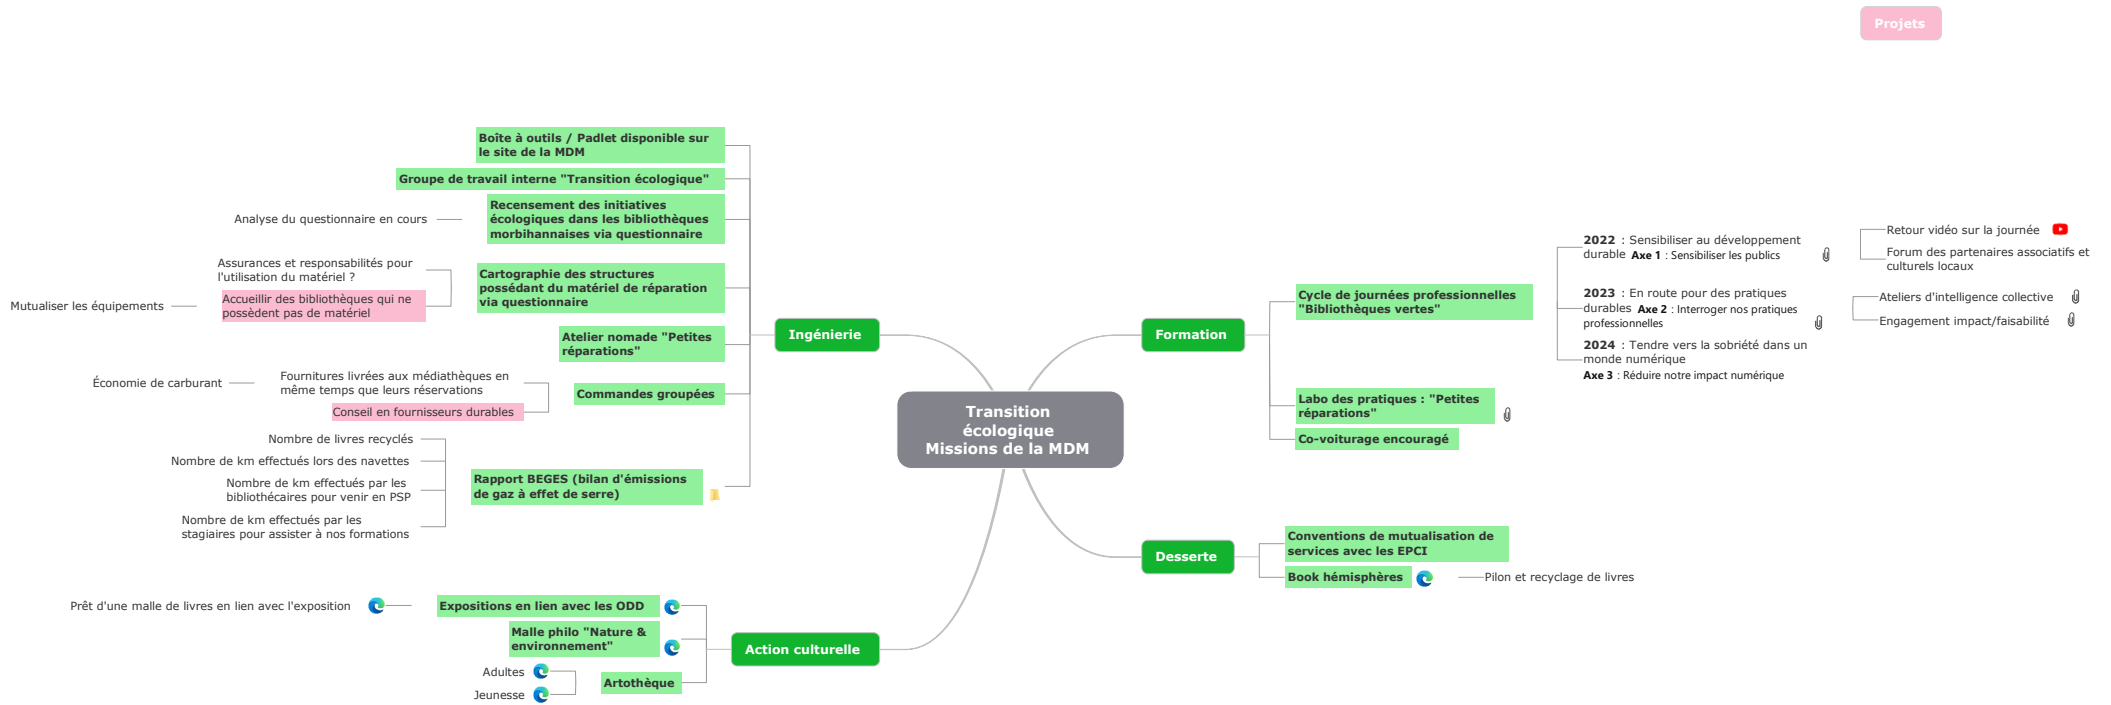 Projets
Transition
écologique
Missions de la MDM
Ingénierie
Boîte à outils / Padlet disponible sur
le site de la MDM
Groupe de travail interne "Transition écologique"
Recensement des initiatives
écologiques dans les bibliothèques
morbihannaises via questionnaire
Analyse du questionnaire en cours
Cartographie des structures
possédant du matériel de réparation
via questionnaire
Assurances et responsabilités pour
l'utilisation du matériel ?
Accueillir des bibliothèques qui ne
possèdent pas de matériel
Mutualiser les équipements
Atelier nomade "Petites
réparations"
Commandes groupées
Fournitures livrées aux médiathèques en
même temps que leurs réservations
Économie de carburant
Conseil en fournisseurs durables
Rapport BEGES (bilan d'émissions
de gaz à effet de serre)
Nombre de livres recyclés
Nombre de km effectués lors des navettes
Nombre de km effectués par les
bibliothécaires pour venir en PSP
Nombre de km effectués par les
stagiaires pour assister à nos formations
Action culturelle
Expositions en lien avec les ODD
Prêt d'une malle de livres en lien avec l'exposition
Malle philo "Nature &
environnement"
Artothèque
Adultes
Jeunesse
Formation
Cycle de journées professionnelles
"Bibliothèques vertes"
2022 : Sensibiliser au développement
durable Axe 1 : Sensibiliser les publics
Retour vidéo sur la journée
Forum des partenaires associatifs et
culturels locaux
2023 : En route pour des pratiques
durables Axe 2 : Interroger nos pratiques
professionnelles
Ateliers d'intelligence collective
Engagement impact/faisabilité
2024 : Tendre vers la sobriété dans un
monde numérique
Axe 3 : Réduire notre impact numérique
Labo des pratiques : "Petites
réparations"
Co-voiturage encouragé
Desserte
Conventions de mutualisation de
services avec les EPCI
Book hémisphères
Pilon et recyclage de livres